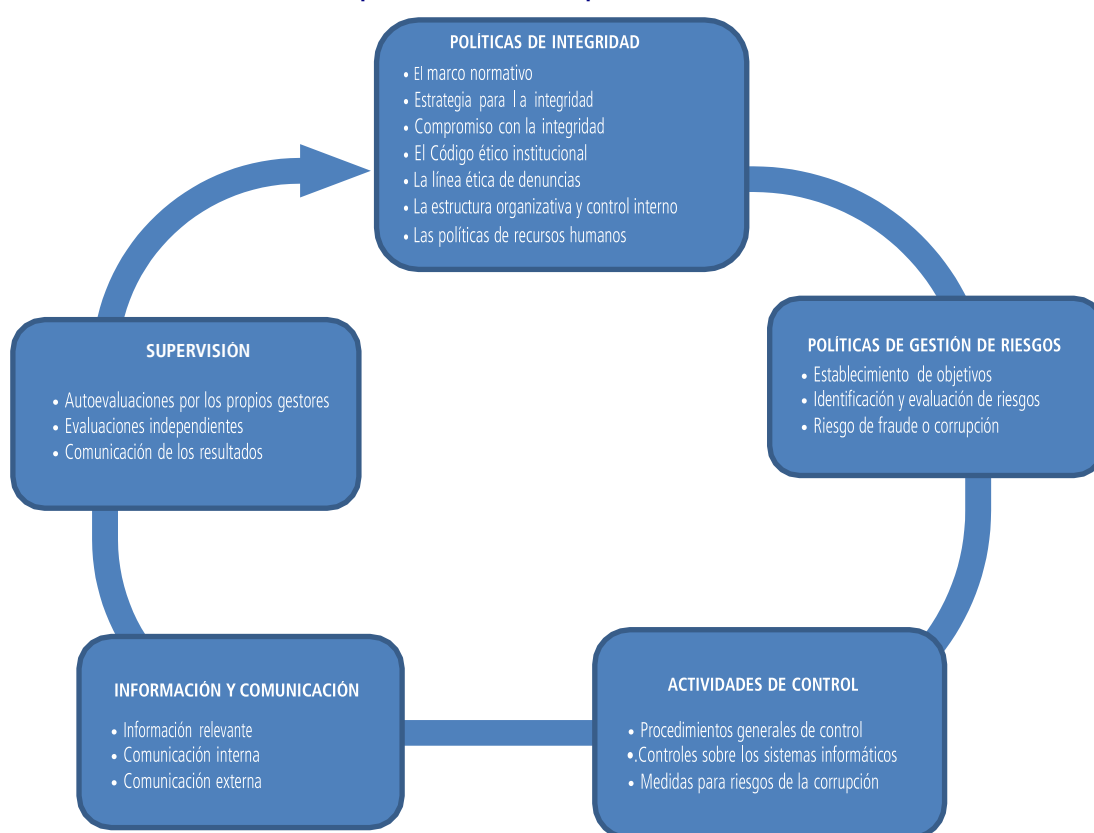 POLÍTICAS DE INTEGRIDAD
• El marco normativo
• Estrategia para l a integridad
• Compromiso con la integridad
• El Código ético institucional
• La línea ética de denuncias
• La estructura organizativa y control interno
• Las políticas de recursos humanos
POLÍTICAS DE GESTIÓN DE RIESGOS
• Establecimiento de objetivos
• Identificación y evaluación de riesgos
• Riesgo de fraude o corrupción
ACTIVIDADES DE CONTROL
• Procedimientos generales de control
•.Controles sobre los sistemas informáticos
• Medidas para riesgos de la corrupción
INFORMACIÓN Y COMUNICACIÓN
• Información relevante
• Comunicación interna
• Comunicación externa
SUPERVISIÓN
• Autoevaluaciones por los propios gestores
• Evaluaciones independientes
• Comunicación de los resultados